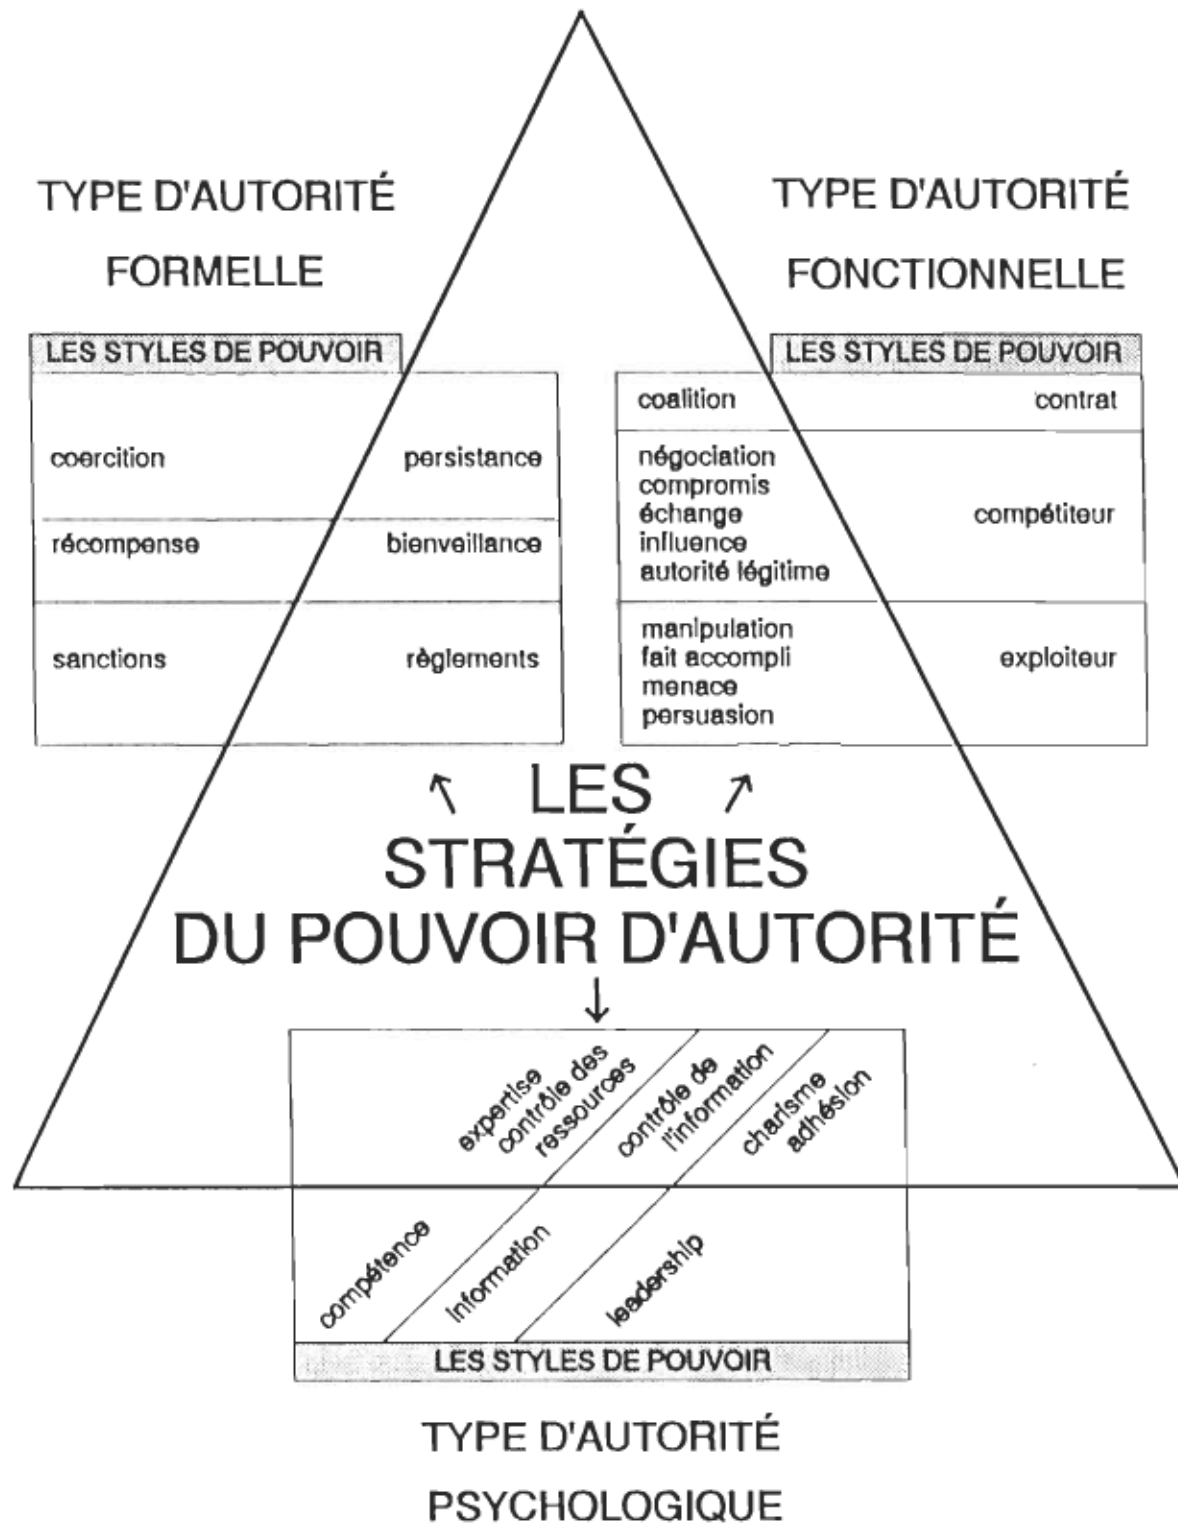 TYPE D'AUTORITÉ
FORMELLE
LES STYLES DE POUVOIR
coercition persistance
récompense bienveillance
sanctions règlements
TYPE D'AUTORITÉ
FONCTIONNELLE
LES STYLES DE POUVOIR
coalition contrat
négociation
compromis
échange compétiteur
influence
autorité légitime
manipulation
fait accompli exploiteur
menace
persuasion
LES
STRATÉGIES
DU POUVOIR D'AUTORITÉ
expertise
contrôle des
ressources
contrôle de
l'information
charisme
adhésion
compétence
Information
leadership
LES STYLES DE POUVOIR
TYPE D'AUTORITÉ
PSYCHOLOGIQUE